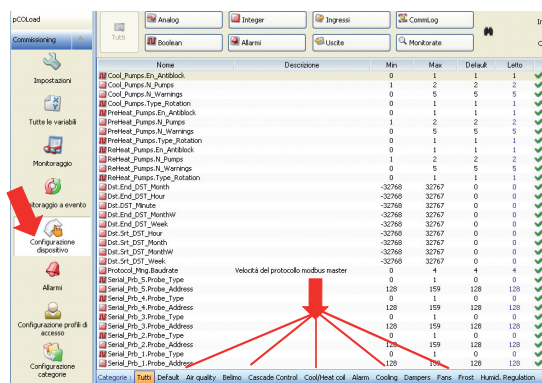 pCOLoad
Commissioning
Impostazioni
Tutte le variabili
Monitoraggio
oraggio a evento
Configurazione
dispositivo
Allarmi
Configurazione profili di
accesso
Configurazione
categorie
Tutti
Analog
Integer
Ingressi
CommLog
Boolean
Allarmi
Uscite
Monitorate
Nome Descrizione Min Max Default Letto
Cool_Pumps.En_Antiblock 0 1 1 1
Cool_Pumps.N_Pumps 1 2 2 2
Cool_Pumps.N_Warnings 0 5 5 5
Cool_Pumps.Type_Rotation 0 1 1 1
PreHeat_Pumps.En_Antiblock 0 1 1 1
PreHeat_Pumps.N_Pumps 1 2 2 2
PreHeat_Pumps.N_Warnings 0 5 5 5
PreHeat_Pumps.Type_Rotation 0 1 1 1
ReHeat_Pumps.En_Antiblock 0 1 1 1
ReHeat_Pumps.N_Pumps 1 2 2 2
ReHeat_Pumps.N_Warnings 0 5 5 5
ReHeat_Pumps.Type_Rotation 0 1 1 1
Dst.End_DST_Month -32768 32767 0 0
Dst.End_DST_Hour -32768 32767 0 0
Dst.DST_Minute -32768 32767 0 0
Dst.End_DST_MonthW -32768 32767 0 0
Dst.End_DST_Week -32768 32767 0 0
Dst.Srt_DST_Hour -32768 32767 0 0
Dst.Srt_DST_Month -32768 32767 0 0
Dst.Srt_DST_MonthW -32768 32767 0 0
Dst.Srt_DST_Week -32768 32767 0 0
Protocol_Mng.Baudrate Velocità del protocollo modbus master 0 4 4 4
Serial_Prb_5.Probe_Type 0 1 0 0
Serial_Prb_5.Probe_Address 128 159 128 128
Serial_Prb_4.Probe_Type 0 1 0 0
Serial_Prb_4.Probe_Address 128 159 128 128
Serial_Prb_3.Probe_Type 0 1 0 0
Serial_Prb_3.Probe_Address 128 159 128 128
Serial_Prb_2.Probe_Type 0 1 0 0
Serial_Prb_2.Probe_Address 128 159 128 128
Serial_Prb_1.Probe_Type 0 1 0 0
Serial_Prb_1.Probe_Address 128 159 128 128
Categorie : Tutti Default Air quality Belimo Cascade Control Cool/Heat coil Alarm Cooling Dampers Fans Frost Humid. Regulation